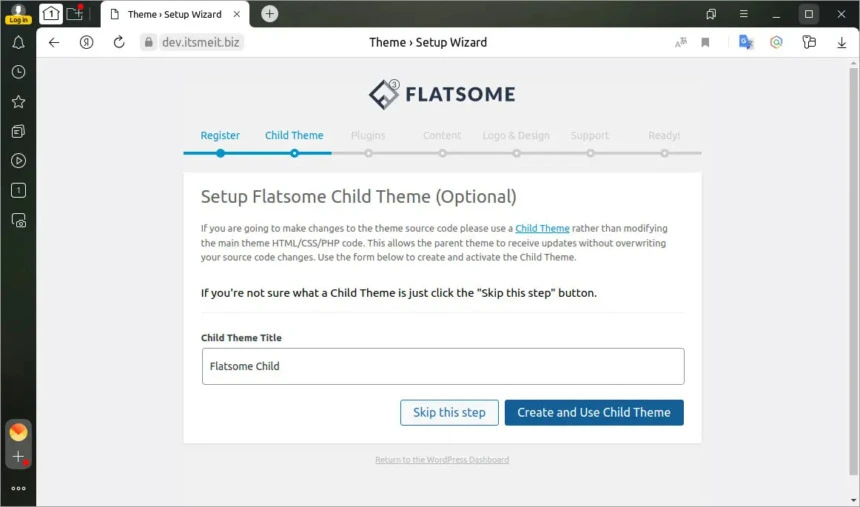 Log in
1
Theme › Setup Wizard
dev.itsmeit.biz
Theme › Setup Wizard
1
3
FLATSOME
Register
Child Theme
Plugins
Content
Logo & Design
Support
Ready!
Setup Flatsome Child Theme (Optional)
If you are going to make changes to the theme source code please use a Child Theme rather than modifying
the main theme HTML/CSS/PHP code. This allows the parent theme to receive updates without overwriting
your source code changes. Use the form below to create and activate the Child Theme.
If you're not sure what a Child Theme is just click the "Skip this step" button.
Child Theme Title
Flatsome Child
Skip this step
Create and Use Child Theme
Return to the WordPress Dashboard